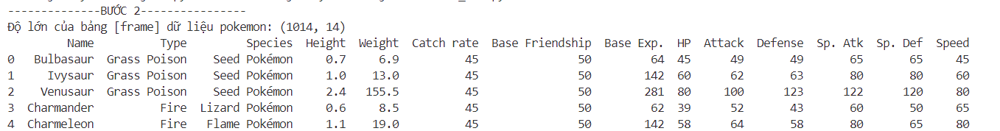 --------------BƯỚC 2----------------
Độ lớn của bảng [frame] dữ liệu pokemon: (1014, 14)
Name Type Species Height Weight Catch rate Base Friendship Base Exp. HP Attack Defense Sp. Atk Sp. Def Speed
0 Bulbasaur Grass Poison Seed Pokémon 0.7 6.9 45 50 64 45 49 49 65 65 45
1 Ivysaur Grass Poison Seed Pokémon 1.0 13.0 45 50 142 60 62 63 80 80 60
2 Venusaur Grass Poison Seed Pokémon 2.4 155.5 45 50 281 80 100 123 122 120 80
3 Charmander Fire Lizard Pokémon 0.6 8.5 45 50 62 39 52 43 60 50 65
4 Charmeleon Fire Flame Pokémon 1.1 19.0 45 50 142 58 64 58 80 65 80